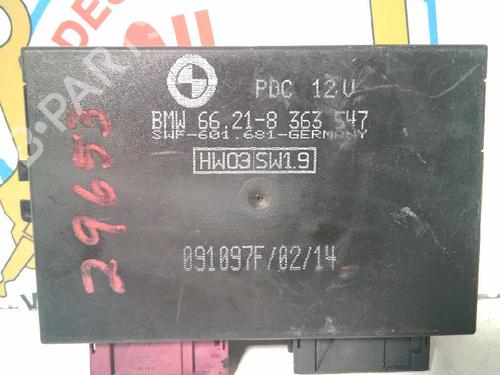 PDC 12V
BMW 66.21-8 363 547
SWF-601.681-GERMANY
HW03 SW1.9
091097F/02/14
29653
B-PARTS